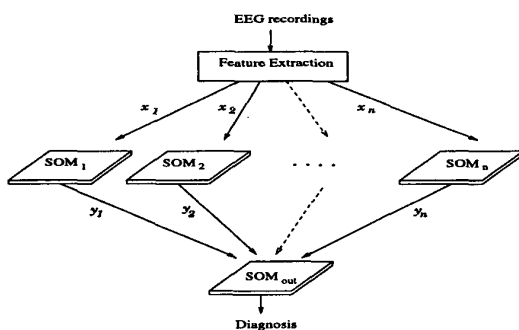 EEG recordings
Feature Extraction
x1 x2 xn
SOM1 SOM2 . . . . SOMn
y1 y2 yn
SOMout
Diagnosis